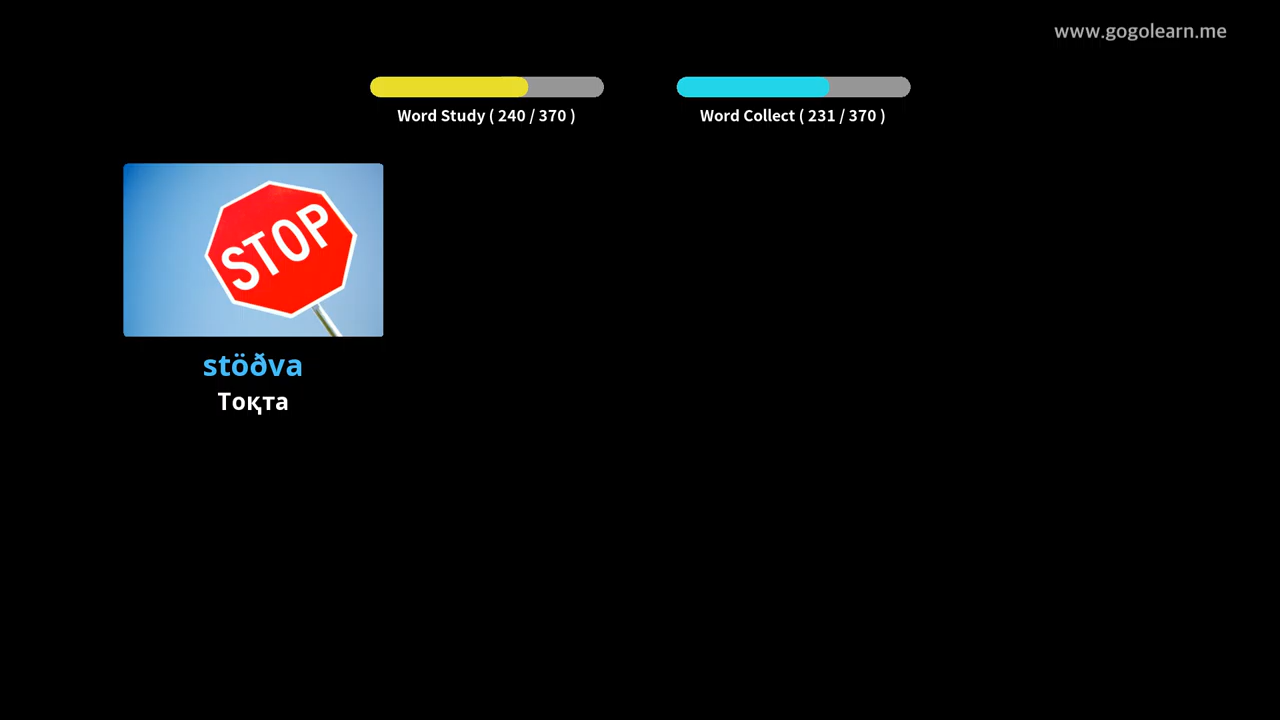 www.gogolearn.me
Word Study ( 240 / 370 )
Word Collect ( 231 / 370 )
STOP
stöðva
Тоқта